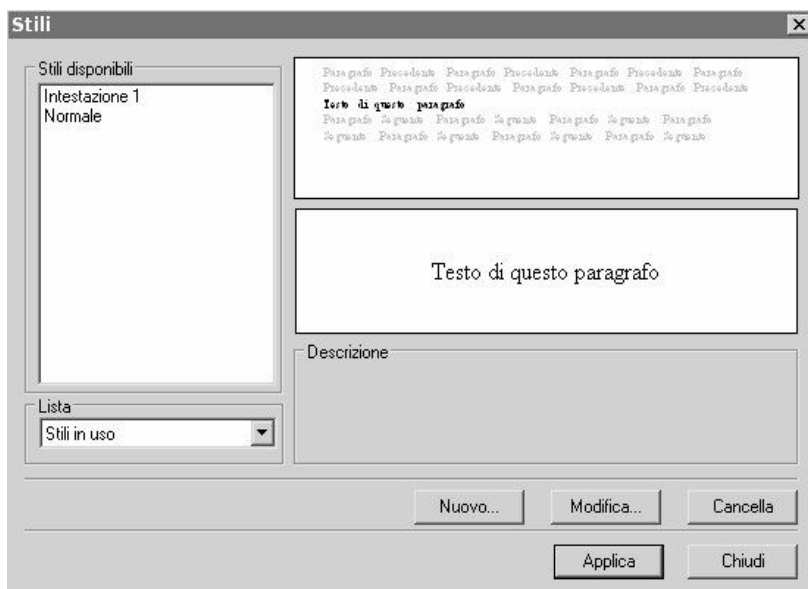 Stili
Stili disponibili
Intestazione 1
Normale
Lista
Stili in uso
Paragrafo Precedente Paragrafo Precedente Paragrafo Precedente Paragrafo
Precedente Paragrafo Precedente Paragrafo Precedente Paragrafo Precedente
Testo di questo paragrafo
Paragrafo Seguente Paragrafo Seguente Paragrafo Seguente Paragrafo
Seguente Paragrafo Seguente Paragrafo Seguente Paragrafo Seguente
Testo di questo paragrafo
Descrizione
Nuovo...
Modifica...
Cancella
Applica
Chiudi